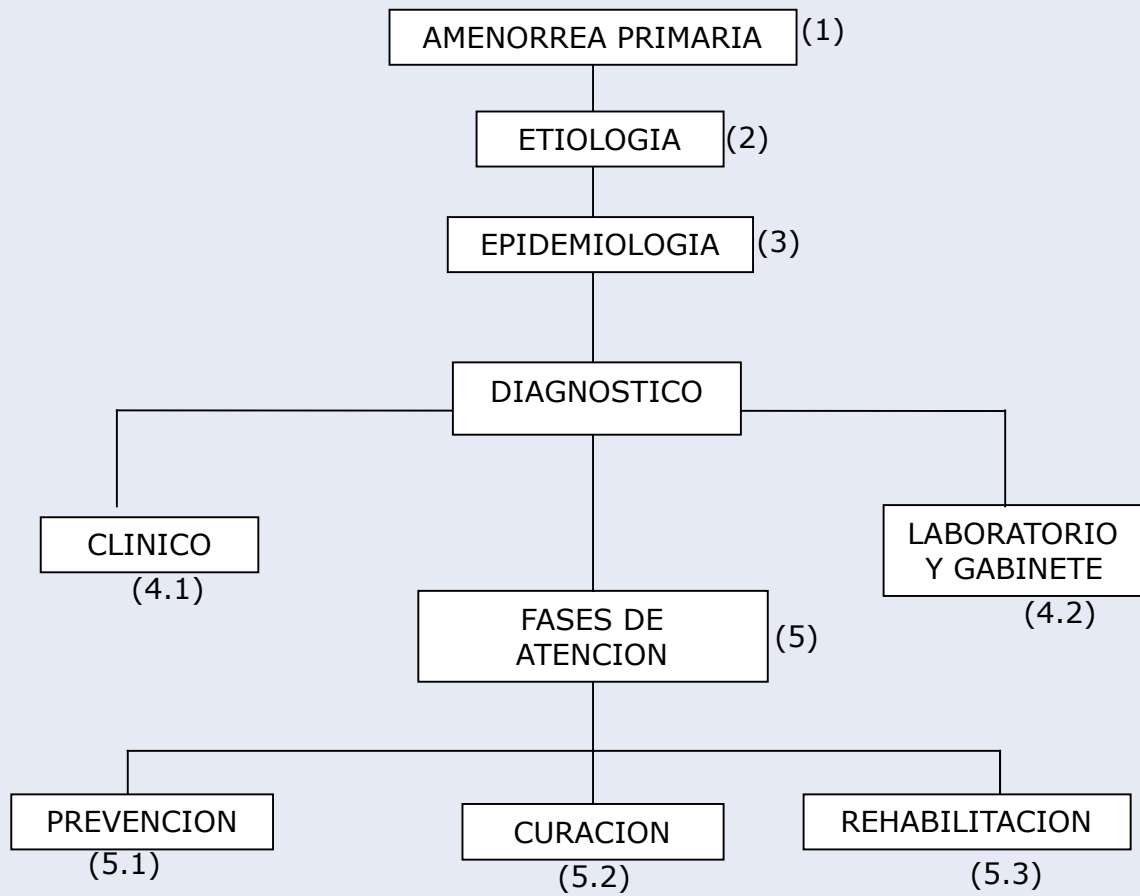 AMENORREA PRIMARIA (1)
ETIOLOGIA (2)
EPIDEMIOLOGIA (3)
DIAGNOSTICO
CLINICO
(4.1)
LABORATORIO
Y GABINETE
(4.2)
FASES DE
ATENCION
(5)
PREVENCION
(5.1)
CURACION
(5.2)
REHABILITACION
(5.3)